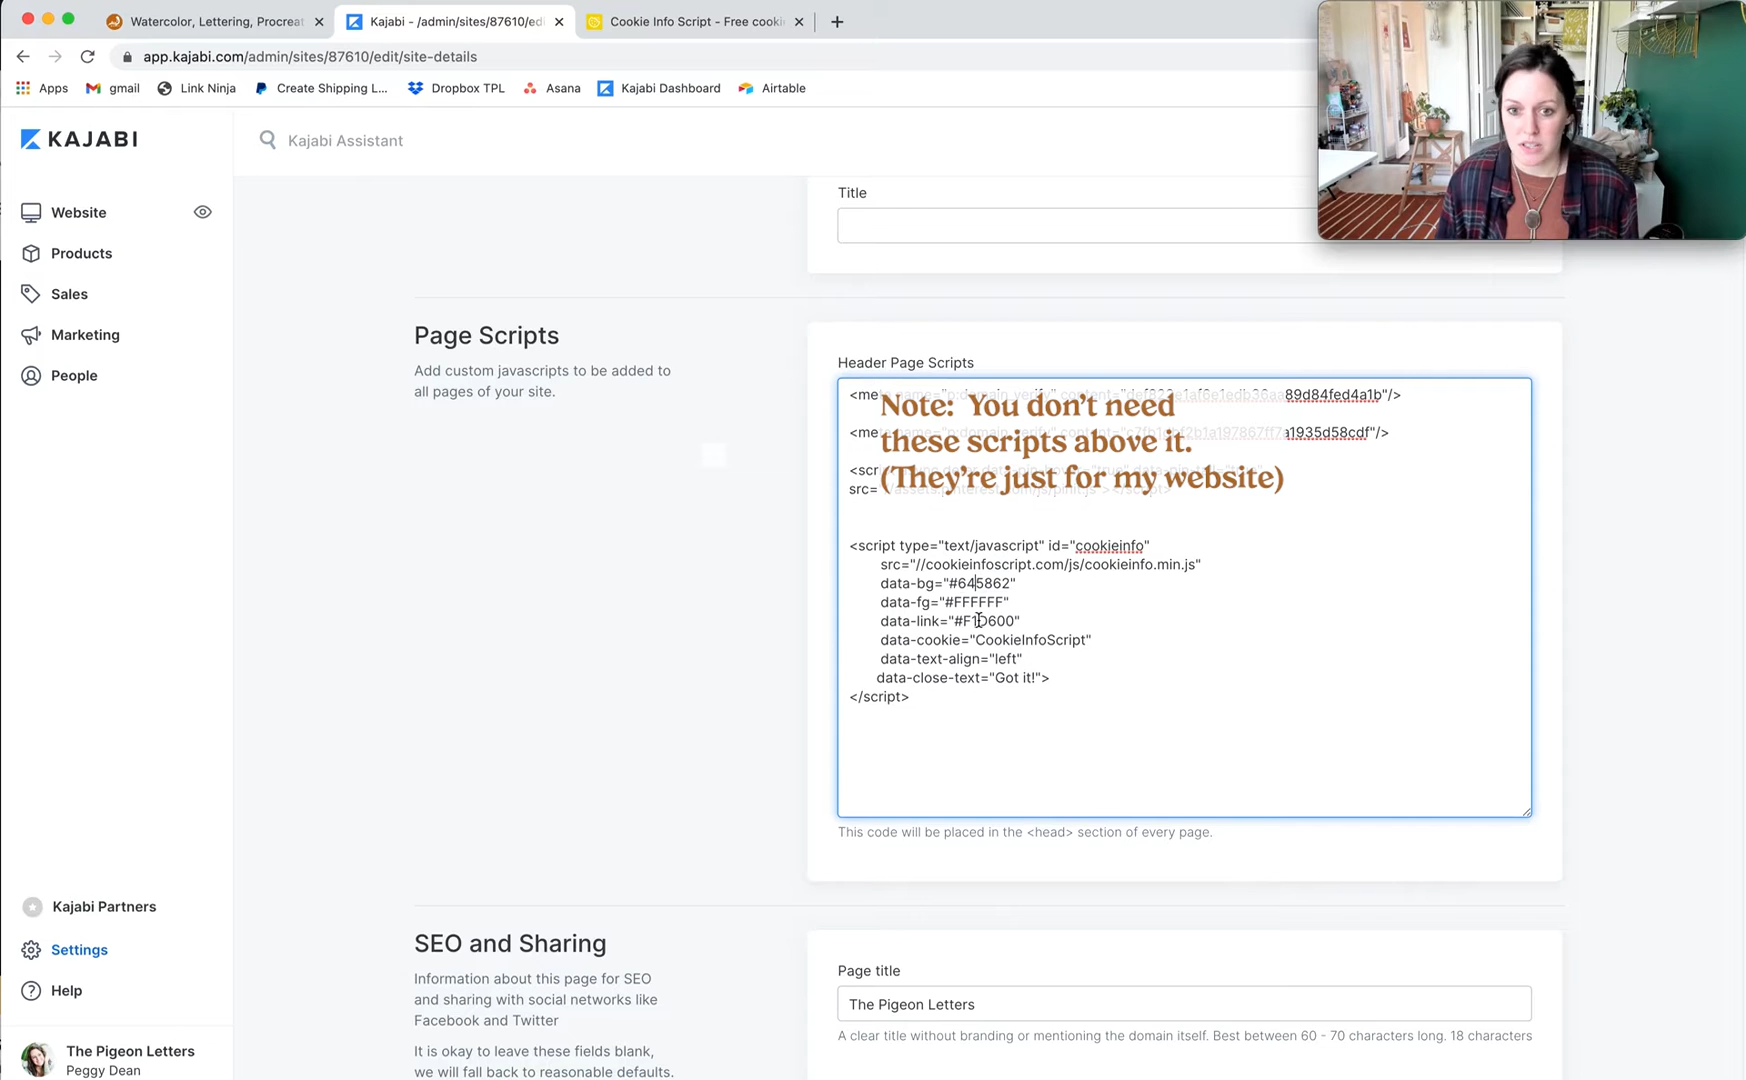 Watercolor, Lettering, Procreat
Kajabi - /admin/sites/87610/edi
Cookie Info Script - Free cooki
app.kajabi.com/admin/sites/87610/edit/site-details
Apps
gmail
Link Ninja
Create Shipping L...
Dropbox TPL
Asana
Kajabi Dashboard
Airtable
KAJABI
Kajabi Assistant
Website
Products
Sales
Marketing
People
Title
Page Scripts
Add custom javascripts to be added to
all pages of your site.
Header Page Scripts
89d84fed4a1b"/>
a1935d58cdf"/>
Note: You don't need
these scripts above it.
(They're just for my website)
<script type="text/javascript" id="cookieinfo"
src="//cookieinfoscript.com/js/cookieinfo.min.js"
data-bg="#645862"
data-fg="#FFFFFF"
data-link="#F1D600"
data-cookie="CookieInfoScript"
data-text-align="left"
data-close-text="Got it!">
</script>
This code will be placed in the <head> section of every page.
SEO and Sharing
Information about this page for SEO
and sharing with social networks like
Facebook and Twitter
It is okay to leave these fields blank,
we will fall back to reasonable defaults.
Page title
The Pigeon Letters
A clear title without branding or mentioning the domain itself. Best between 60 - 70 characters long. 18 characters
Kajabi Partners
Settings
Help
The Pigeon Letters
Peggy Dean